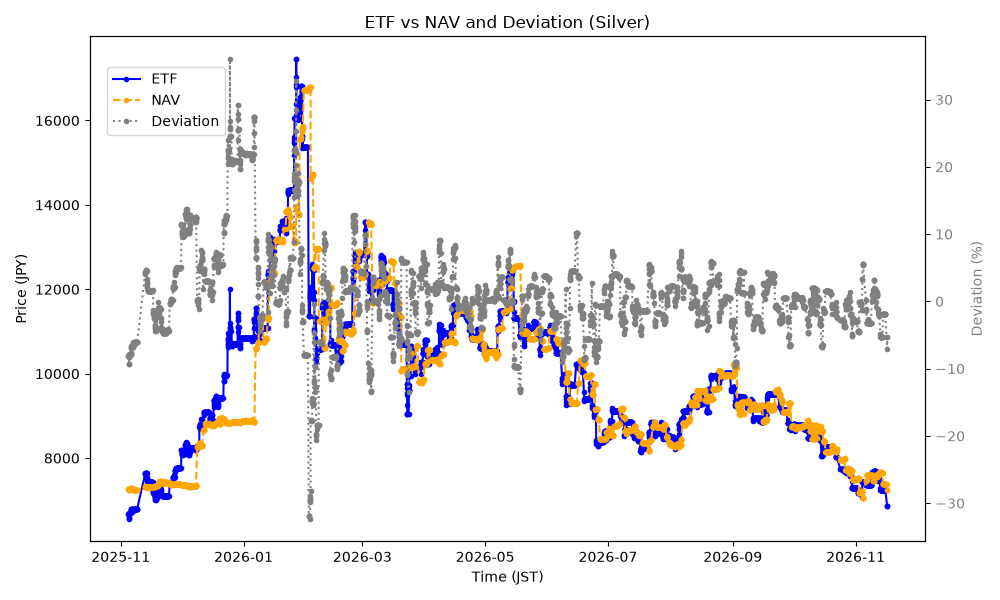 ETF vs NAV and Deviation (Silver)
ETF
NAV
Deviation
Price (JPY)
16000
14000
12000
10000
8000
30
20
10
0
−10
−20
−30
Deviation (%)
2025-11
2026-01
2026-03
2026-05
2026-07
2026-09
2026-11
Time (JST)